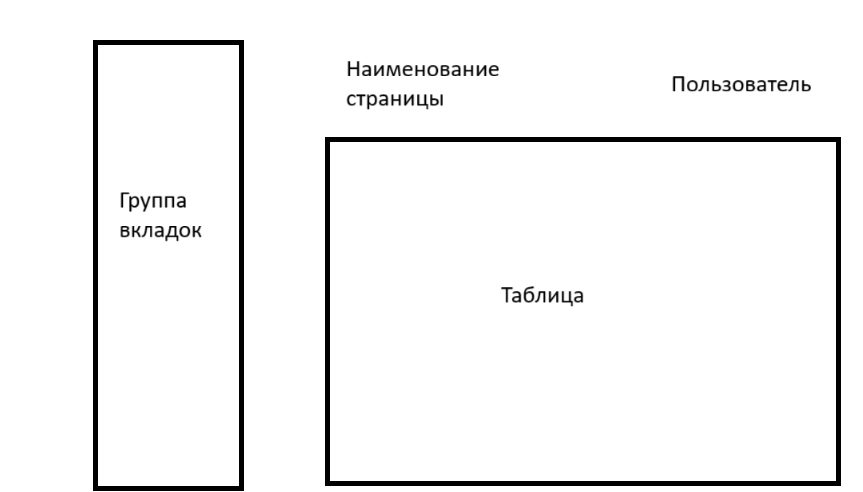 Наименование
страницы
Пользователь
Группа
вкладок
Таблица